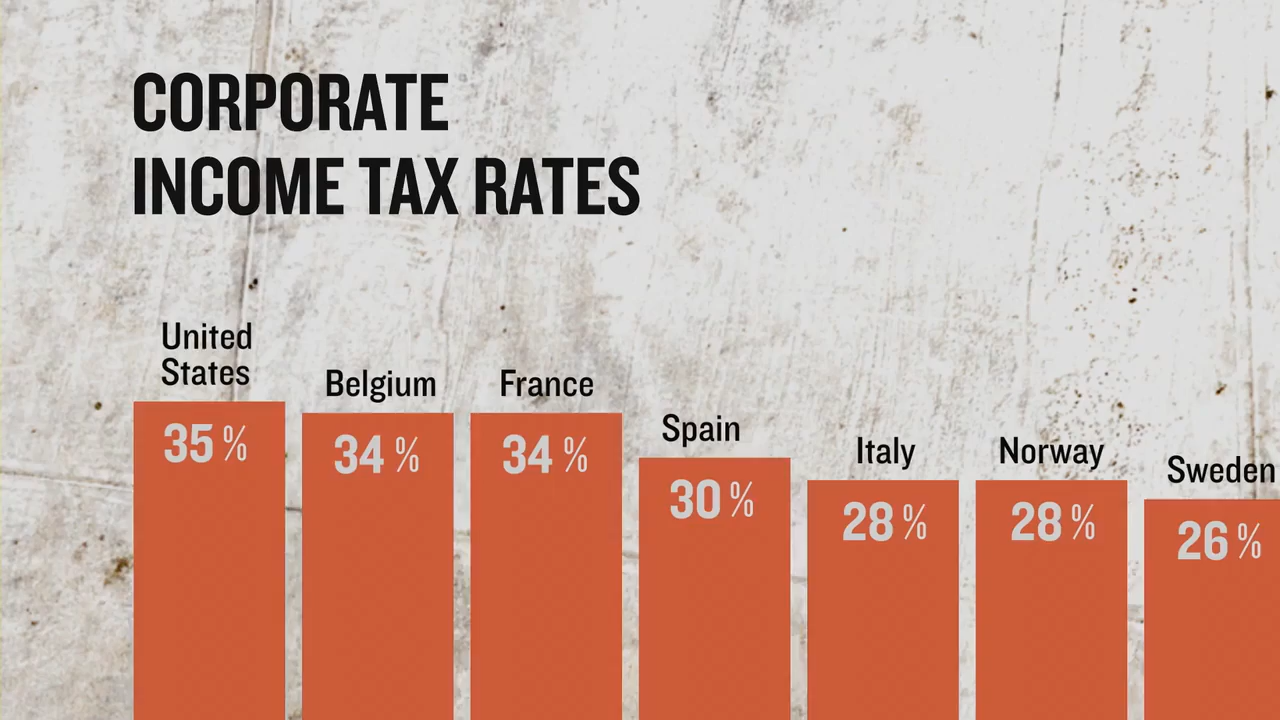 CORPORATE
INCOME TAX RATES
United
States
Belgium
France
Spain
Italy
Norway
Sweden
35 %
34 %
34 %
30 %
28 %
28 %
26 %